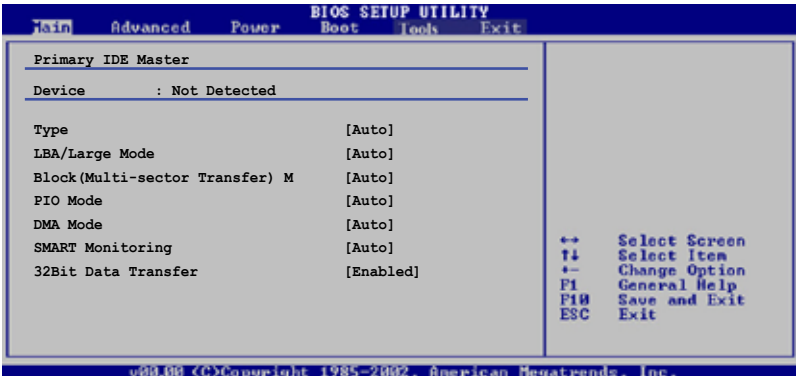 BIOS SETUP UTILITY
Main Advanced Power Boot Tools Exit
Primary IDE Master
Device : Not Detected
Type [Auto]
LBA/Large Mode [Auto]
Block(Multi-sector Transfer) M [Auto]
PIO Mode [Auto]
DMA Mode [Auto]
SMART Monitoring [Auto]
32Bit Data Transfer [Enabled]
←→ Select Screen
↑↓ Select Item
+- Change Option
F1 General Help
F10 Save and Exit
ESC Exit
v00.00 (C)Copyright 1985-2002, American Megatrends, Inc.